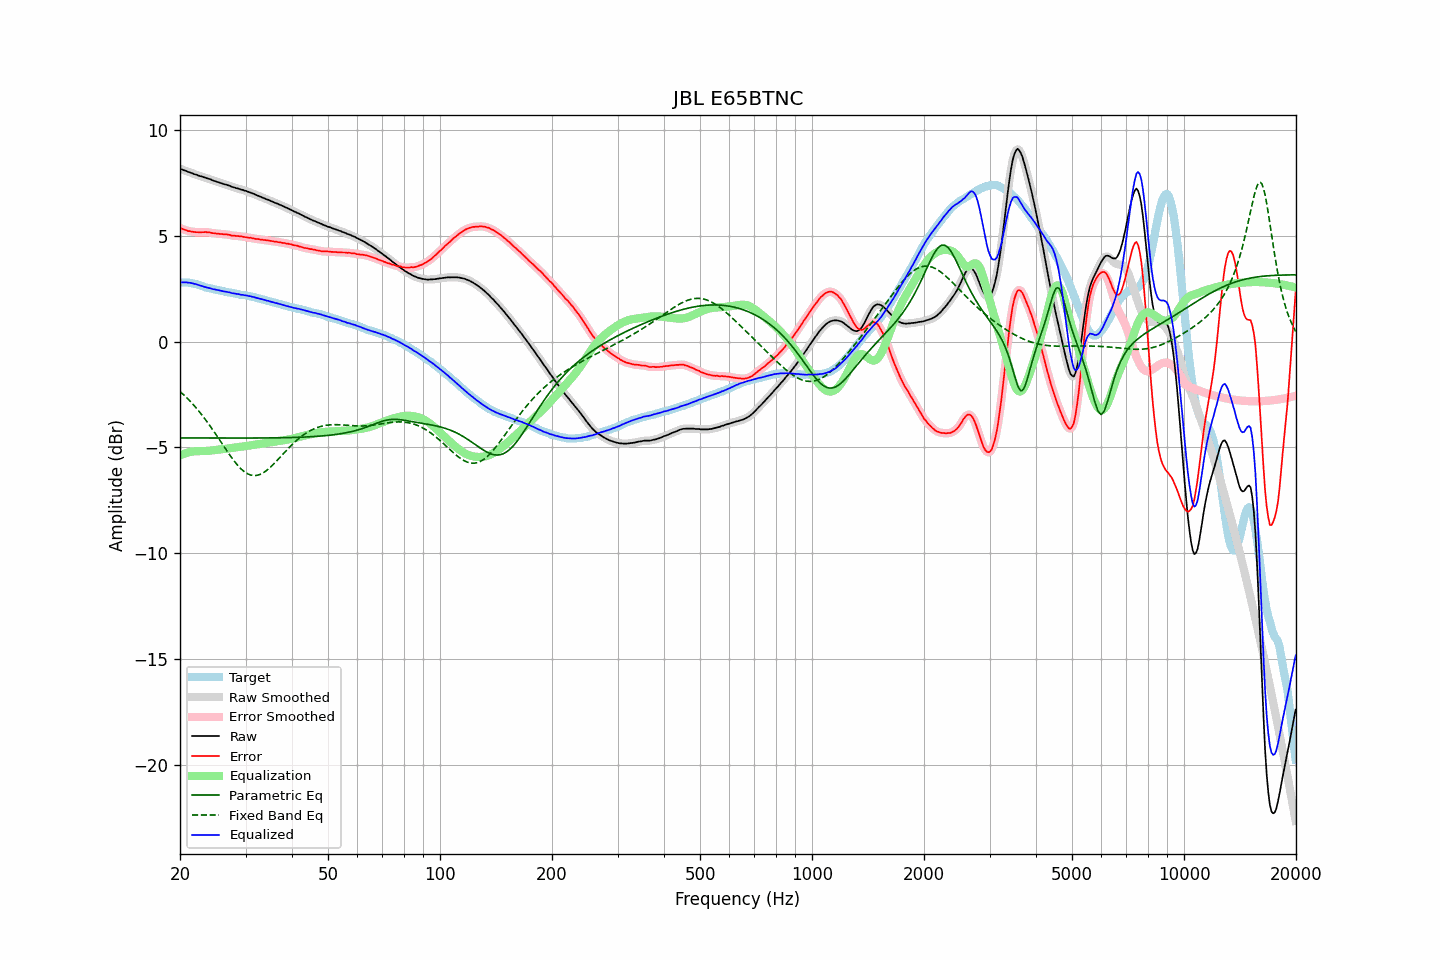 JBL E65BTNC
Amplitude (dBr)
10
5
0
−5
−10
−15
−20
Target
Raw Smoothed
Error Smoothed
Raw
Error
Equalization
Parametric Eq
Fixed Band Eq
Equalized
20 50 100 200 500 1000 2000 5000 10000 20000
Frequency (Hz)